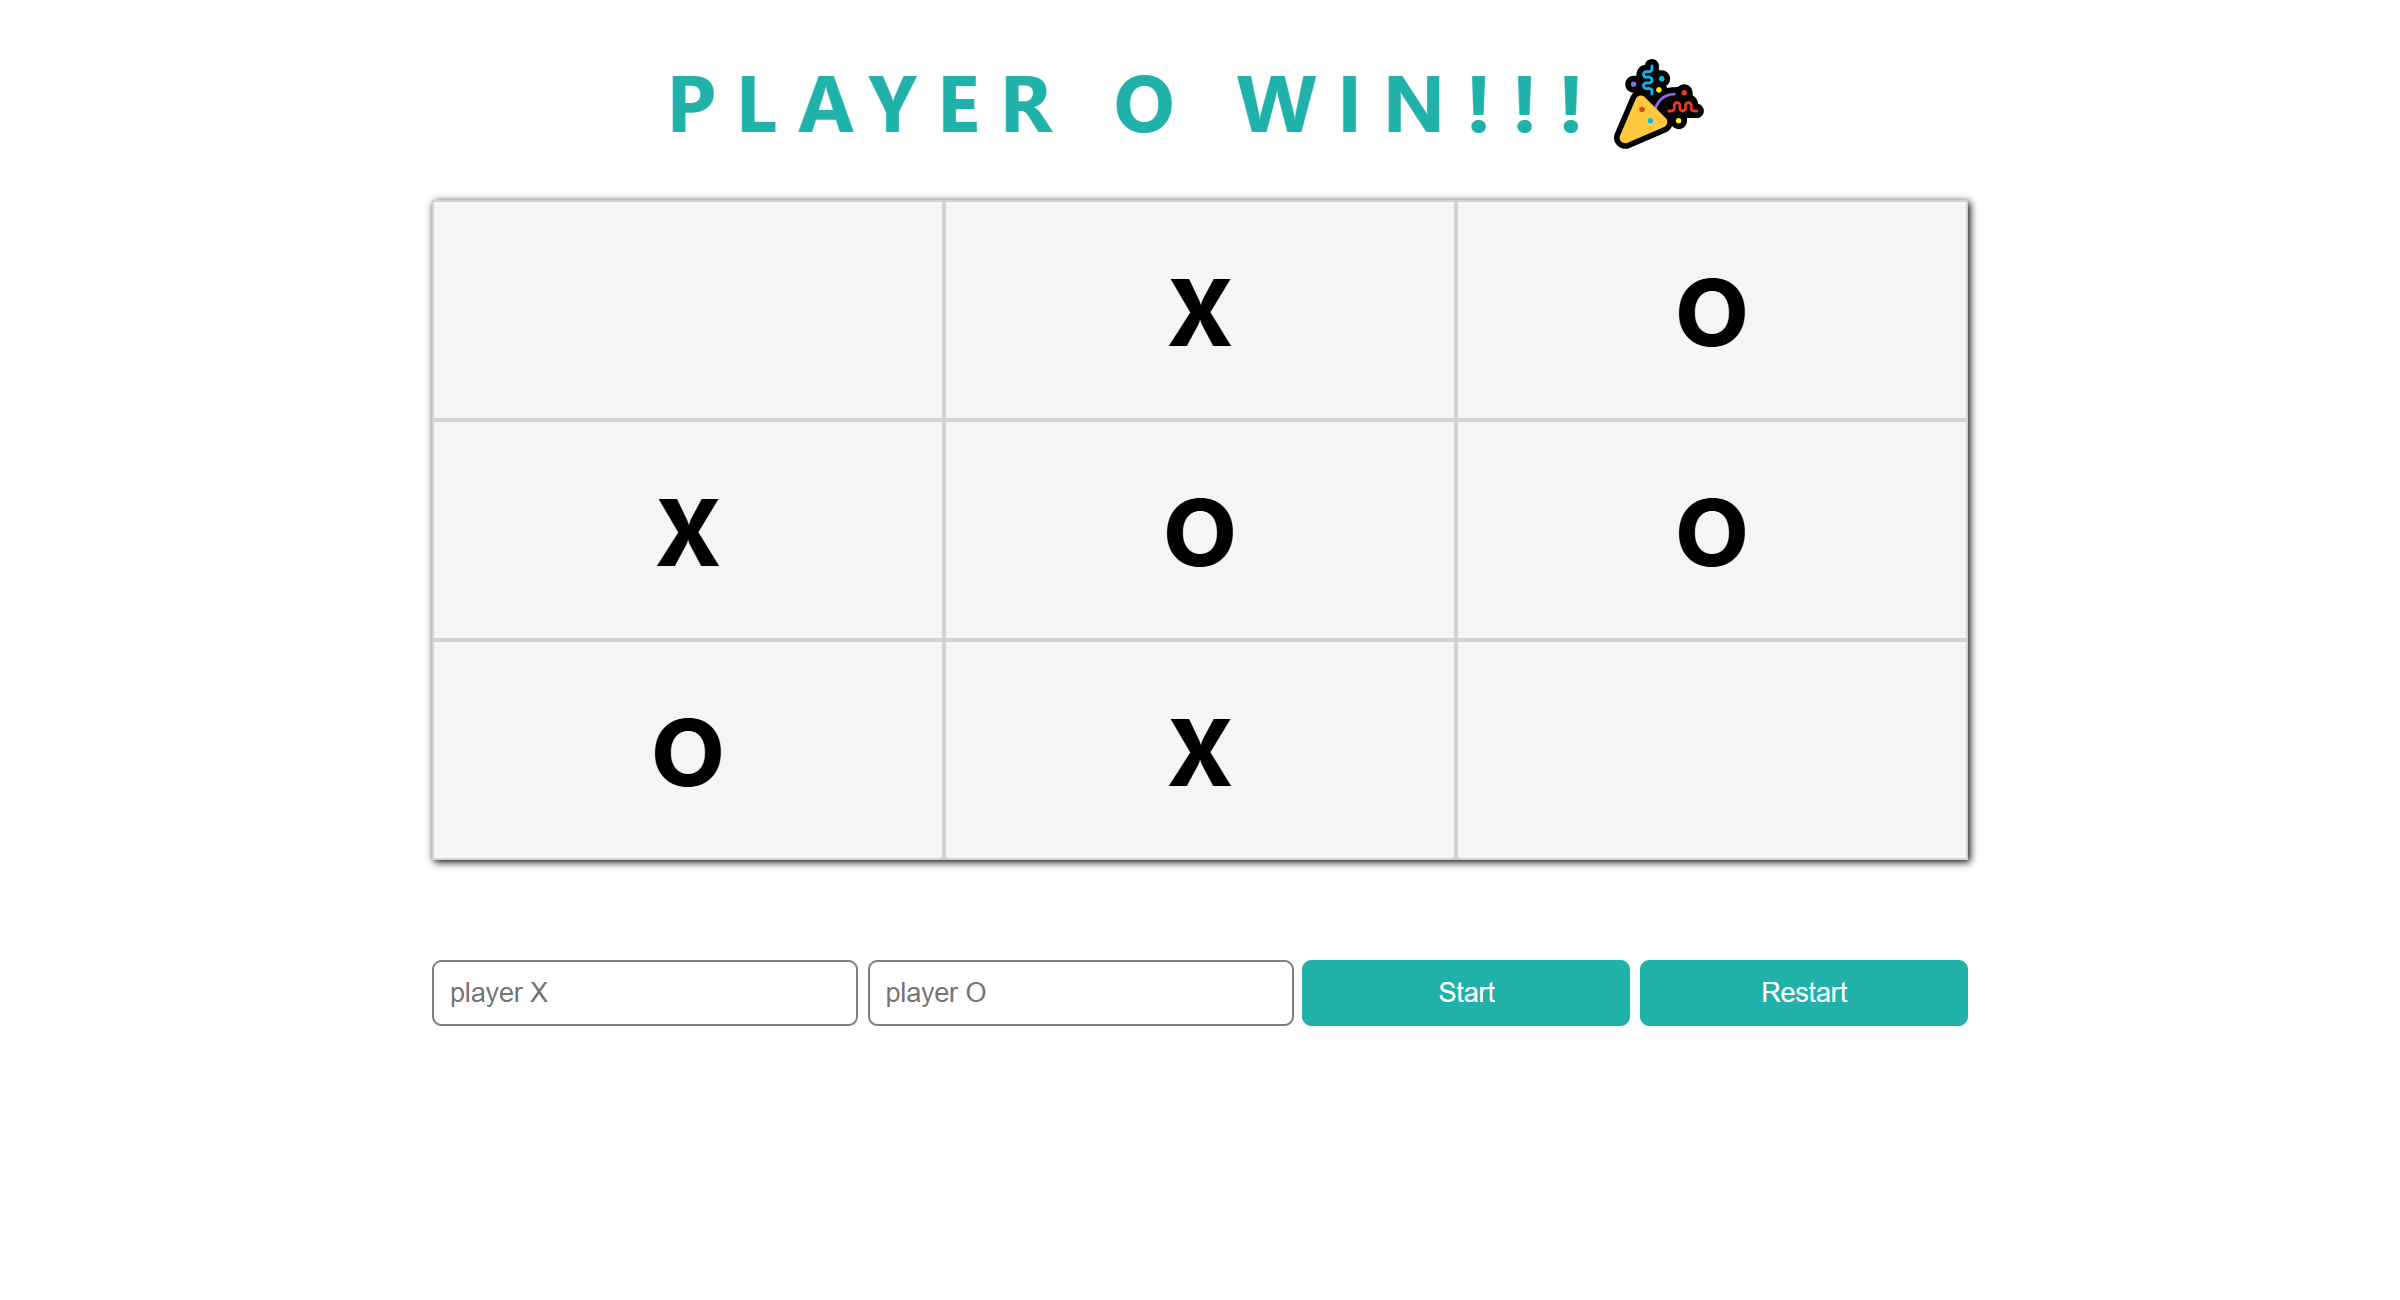 PLAYER O WIN!!!🎉
X O
X O O
O X
player X player O Start Restart